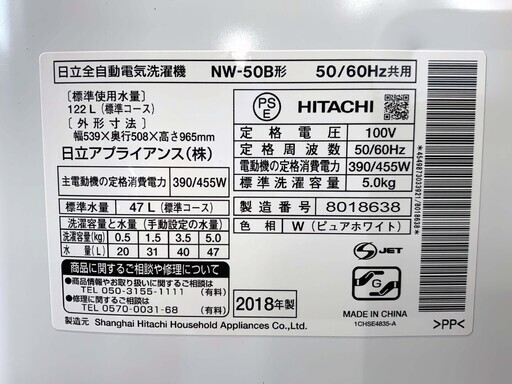 日立全自動電気洗濯機 NW-50B形 50/60Hz共用
〔標準使用水量〕
122 L (標準コース)
〔外形寸法〕
幅539×奥行508×高さ965mm
日立アプライアンス(株)
主電動機の定格消費電力 390/455W
標準水量 47 L (標準コース)
洗濯容量と水量 (手動設定の水量)
洗濯容量(kg) 0.5 1.5 3.5 5.0
水量(L) 20 31 40 47
商品に関するご相談や修理について
●商品情報やお取り扱いに関するご相談
TEL 050-3155-1111 (有料)
●修理に関するご相談
TEL 0570-0031-68 (有料)
2018年製
製造元 Shanghai Hitachi Household Appliances Co., Ltd.
PSE HITACHI
定格電圧 100V
定格周波数 50/60Hz
電動機の定格消費電力 390/455W
標準洗濯容量 5.0kg
製造番号 8018638
色相 W (ピュアホワイト)
S-JET
G
MADE IN CHINA
1CHSE4835-A
>PP<
*4549873033921/8018638*